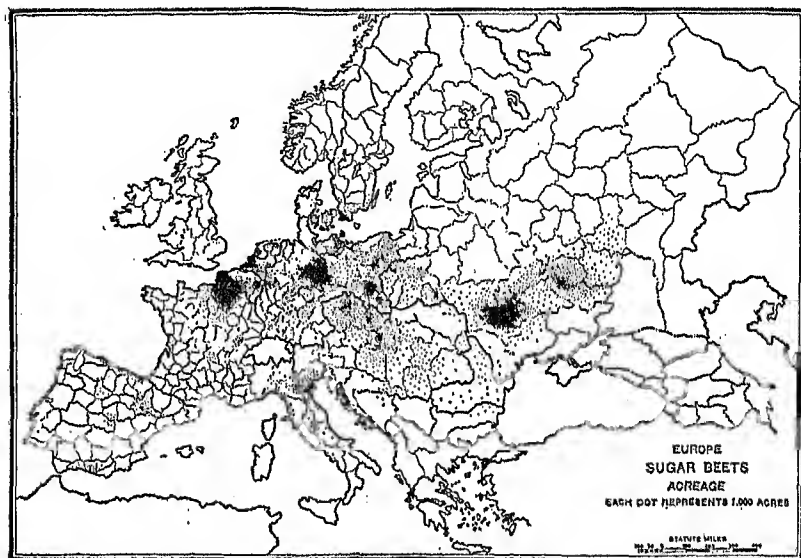 EUROPE
SUGAR BEETS
ACREAGE
EACH DOT REPRESENTS 1,000 ACRES
STATUTE MILES